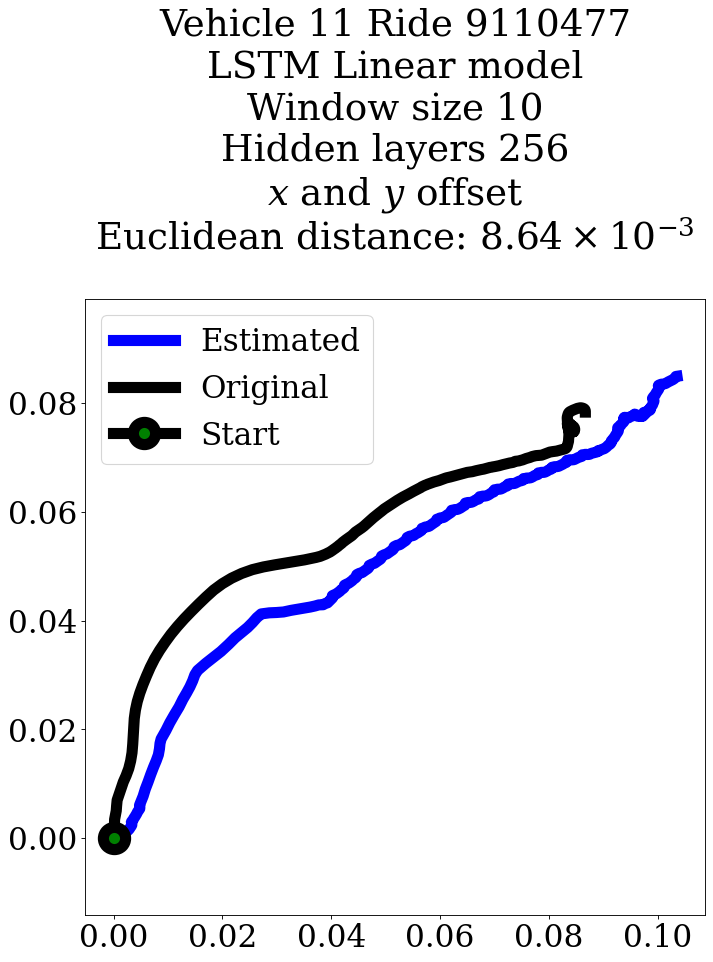 Vehicle 11 Ride 9110477
LSTM Linear model
Window size 10
Hidden layers 256
x and y offset
Euclidean distance: 8.64 × 10⁻³
Estimated
Original
Start
0.08
0.06
0.04
0.02
0.00
0.00 0.02 0.04 0.06 0.08 0.10